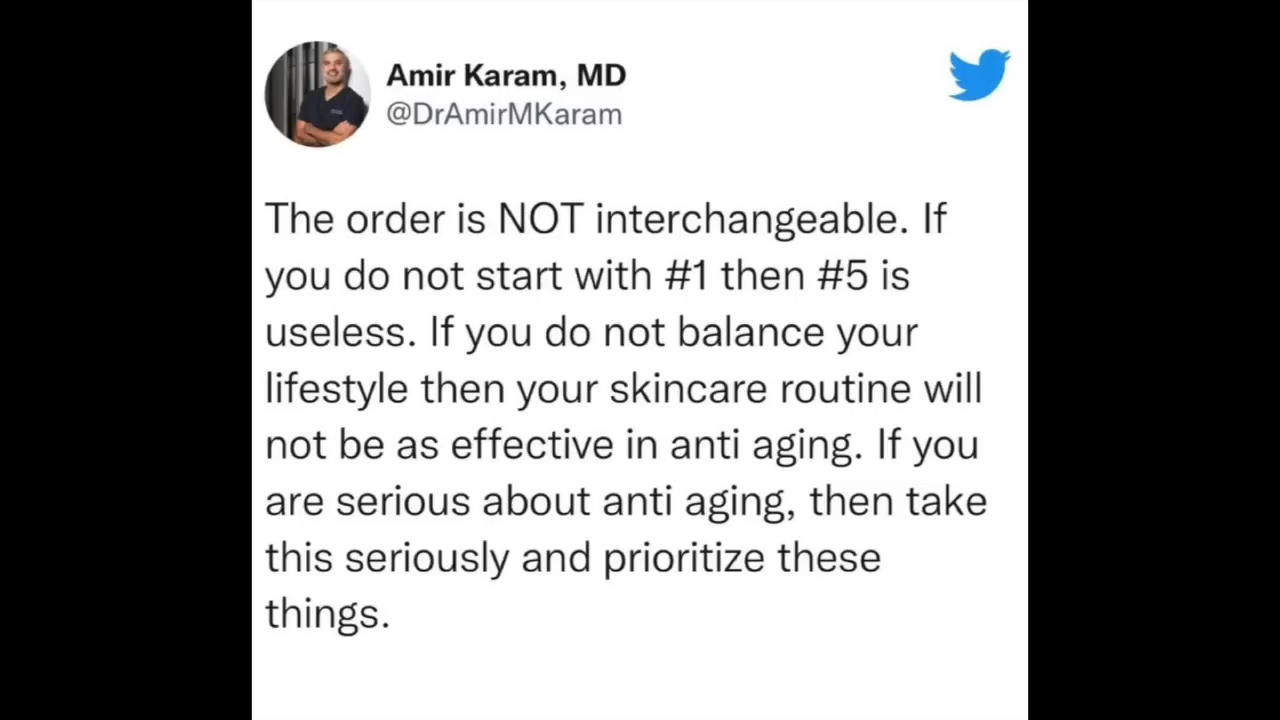 Amir Karam, MD
@DrAmirMKaram
The order is NOT interchangeable. If
you do not start with #1 then #5 is
useless. If you do not balance your
lifestyle then your skincare routine will
not be as effective in anti aging. If you
are serious about anti aging, then take
this seriously and prioritize these
things.